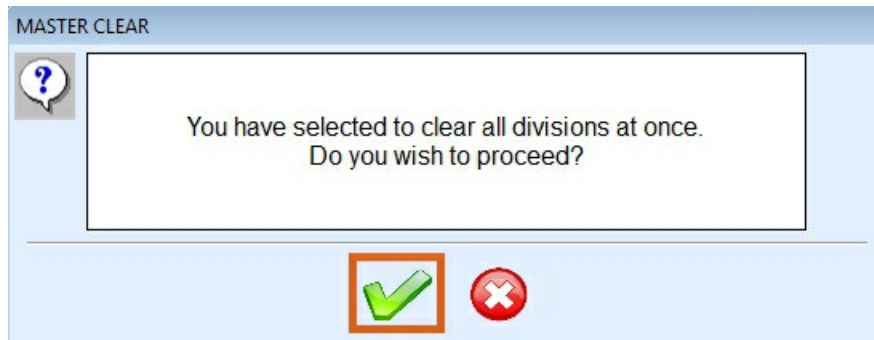 MASTER CLEAR
You have selected to clear all divisions at once.
Do you wish to proceed?